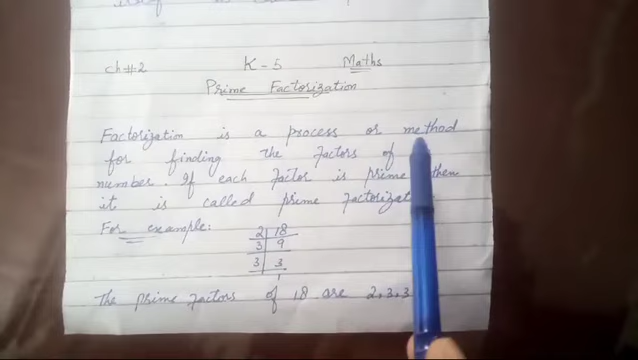 Ch#2 K-5 Maths
Prime Factorization
Factorization is a process or method
for finding the factors of
number. If each factor is prime then
it is called prime factorizat
For example:
2 18
3 9
3 3
1
The prime factors of 18 are 2,3,3